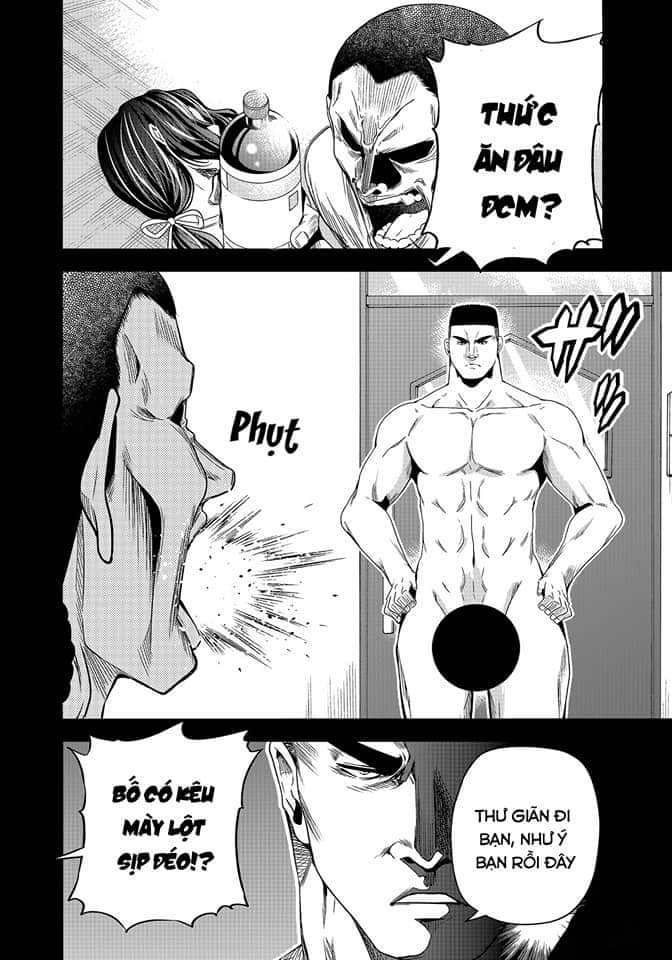 THỨC
ĂN ĐÂU
ĐCM?
Phụt
BỐ CÓ KÊU
MÀY LỘT
SỊP ĐÉO!?
THƯ GIÃN ĐI
BẠN, NHƯ Ý
BẠN RỒI ĐÂY